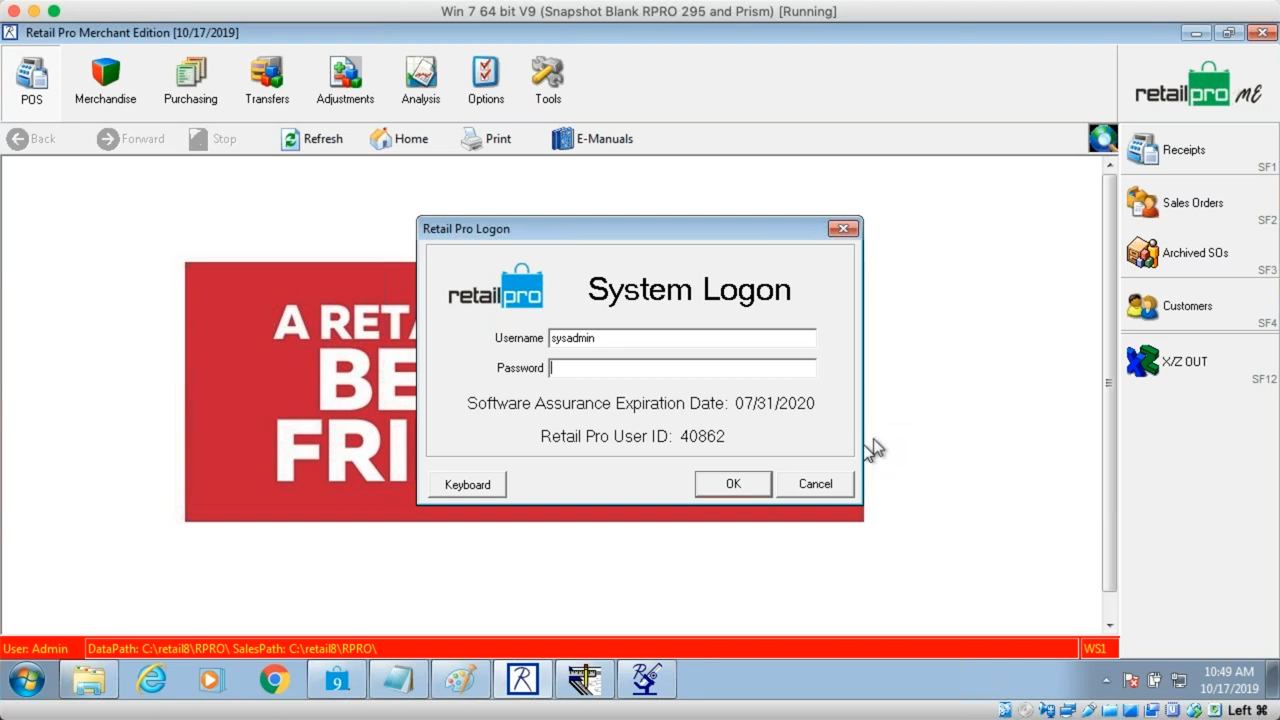 Win 7 64 bit V9 (Snapshot Blank RPRO 295 and Prism) [Running]
Retail Pro Merchant Edition [10/17/2019]
POS
Merchandise
Purchasing
Transfers
Adjustments
Analysis
Options
Tools
retailpro ME
Back
Forward
Stop
Refresh
Home
Print
E-Manuals
Receipts
SF1
Sales Orders
SF2
Archived SOs
SF3
Customers
SF4
X/Z OUT
SF12
A RET
BE
FRI
Retail Pro Logon
retailpro
System Logon
Username sysadmin
Password
Software Assurance Expiration Date: 07/31/2020
Retail Pro User ID: 40862
Keyboard
OK
Cancel
User: Admin
DataPath: C:\retail8\RPRO\ SalesPath: C:\retail8\RPRO\
WS1
9
R
10:49 AM
10/17/2019
Left ⌘